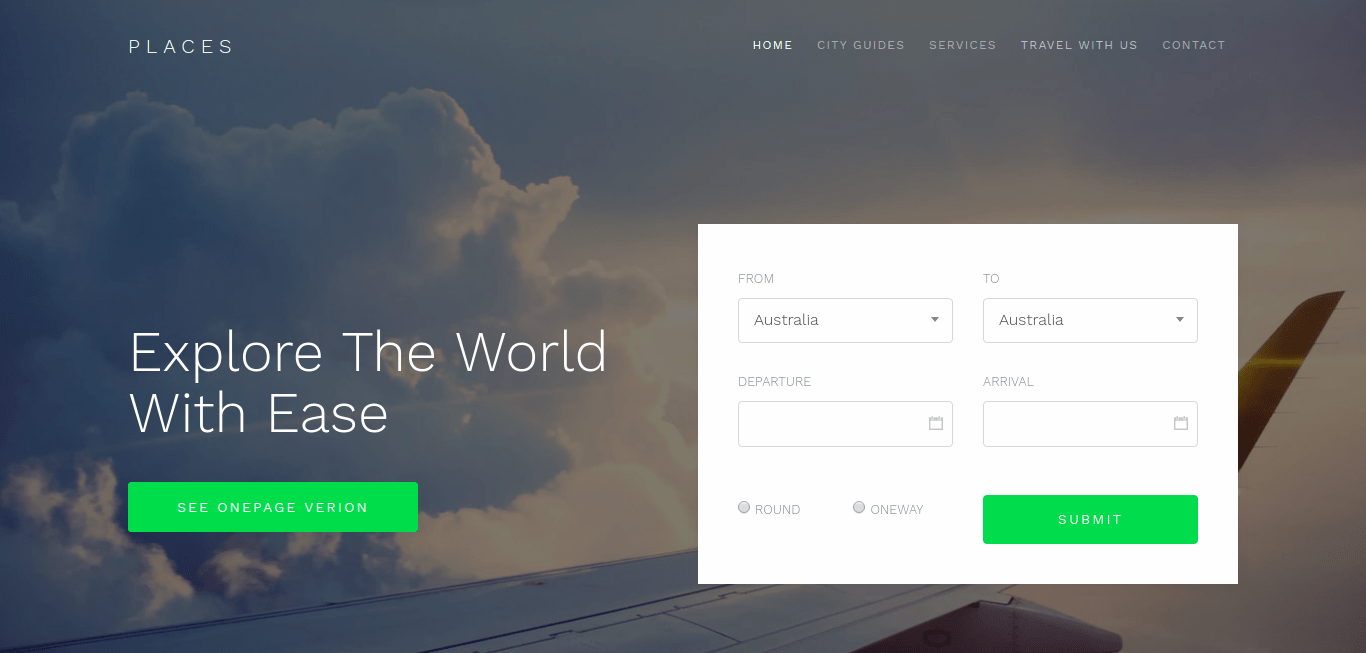 PLACES
HOME CITY GUIDES SERVICES TRAVEL WITH US CONTACT
Explore The World
With Ease
SEE ONEPAGE VERION
FROM TO
Australia Australia
DEPARTURE ARRIVAL
ROUND ONEWAY SUBMIT